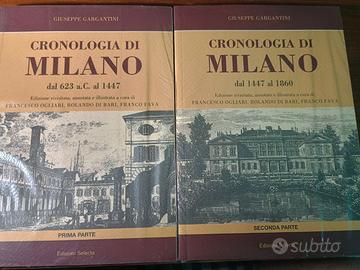 GIUSEPPE GARGANTINI
CRONOLOGIA DI
MILANO
dal 623 a.C. al 1447
Edizione riveduta, annotata e illustrata a cura di
FRANCESCO OGLIARI, ROLANDO DI BARI, FRANCO FAVA
PRIMA PARTE
Edizioni Selecta
GIUSEPPE GARGANTINI
CRONOLOGIA DI
MILANO
dal 1447 al 1860
Edizione riveduta, annotata e illustrata a cura di
FRANCESCO OGLIARI, ROLANDO DI BARI, FRANCO FAVA
SECONDA PARTE
subito